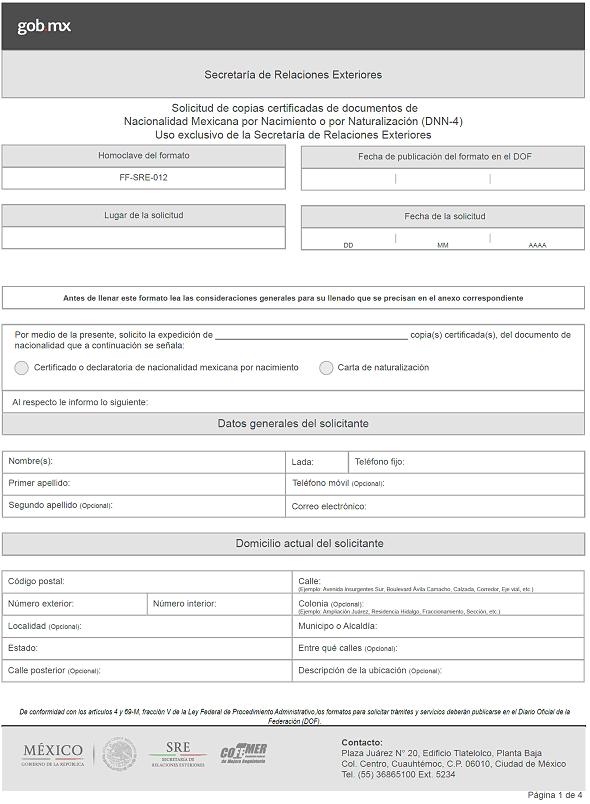 gob.mx
Secretaría de Relaciones Exteriores
Solicitud de copias certificadas de documentos de
Nacionalidad Mexicana por Nacimiento o por Naturalización (DNN-4)
Uso exclusivo de la Secretaría de Relaciones Exteriores
Homoclave del formato
Fecha de publicación del formato en el DOF
FF-SRE-012
Lugar de la solicitud
Fecha de la solicitud
DD MM AAAA
Antes de llenar este formato lea las consideraciones generales para su llenado que se precisan en el anexo correspondiente
Por medio de la presente, solicito la expedición de ______ copia(s) certificada(s), del documento de
nacionalidad que a continuación se señala:
Certificado o declaratoria de nacionalidad mexicana por nacimiento
Carta de naturalización
Al respecto le informo lo siguiente:
Datos generales del solicitante
Nombre(s):
Lada:
Teléfono fijo:
Primer apellido:
Teléfono móvil (Opcional):
Segundo apellido (Opcional):
Correo electrónico:
Domicilio actual del solicitante
Código postal:
Calle:
(Ejemplo: Avenida Insurgentes Sur, Boulevard Ávila Camacho, Calzada, Corredor, Eje vial, etc.)
Número exterior:
Número interior:
Colonia (Opcional):
(Ejemplo: Ampliación Juárez, Residencia Hidalgo, Fraccionamiento, Sección, etc.)
Localidad (Opcional):
Municipo o Alcaldía:
Estado:
Entre qué calles (Opcional):
Calle posterior (Opcional):
Descripción de la ubicación (Opcional):
De conformidad con los artículos 4 y 69-M, fracción V de la Ley Federal de Procedimiento Administrativo,los formatos para solicitar trámites y servicios deberán publicarse en el Diario Oficial de la
Federación (DOF).
MÉXICO
GOBIERNO DE LA REPÚBLICA
SRE
SECRETARÍA DE
RELACIONES EXTERIORES
COFEMER
de Mejora Regulatoria
Contacto:
Plaza Juárez N° 20, Edificio Tlatelolco, Planta Baja
Col. Centro, Cuauhtémoc, C.P. 06010, Ciudad de México
Tel. (55) 36865100 Ext. 5234
Página 1 de 4